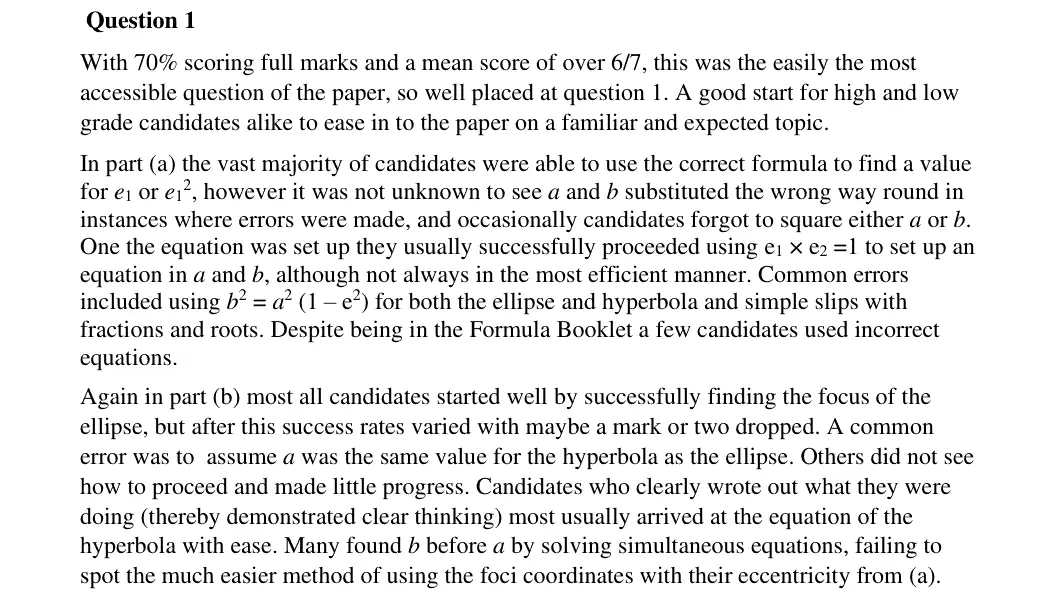 Question 1
With 70% scoring full marks and a mean score of over 6/7, this was the easily the most
accessible question of the paper, so well placed at question 1. A good start for high and low
grade candidates alike to ease in to the paper on a familiar and expected topic.
In part (a) the vast majority of candidates were able to use the correct formula to find a value
for e₁ or e₁², however it was not unknown to see a and b substituted the wrong way round in
instances where errors were made, and occasionally candidates forgot to square either a or b.
One the equation was set up they usually successfully proceeded using e₁ × e₂ =1 to set up an
equation in a and b, although not always in the most efficient manner. Common errors
included using b² = a² (1 – e²) for both the ellipse and hyperbola and simple slips with
fractions and roots. Despite being in the Formula Booklet a few candidates used incorrect
equations.
Again in part (b) most all candidates started well by successfully finding the focus of the
ellipse, but after this success rates varied with maybe a mark or two dropped. A common
error was to assume a was the same value for the hyperbola as the ellipse. Others did not see
how to proceed and made little progress. Candidates who clearly wrote out what they were
doing (thereby demonstrated clear thinking) most usually arrived at the equation of the
hyperbola with ease. Many found b before a by solving simultaneous equations, failing to
spot the much easier method of using the foci coordinates with their eccentricity from (a).